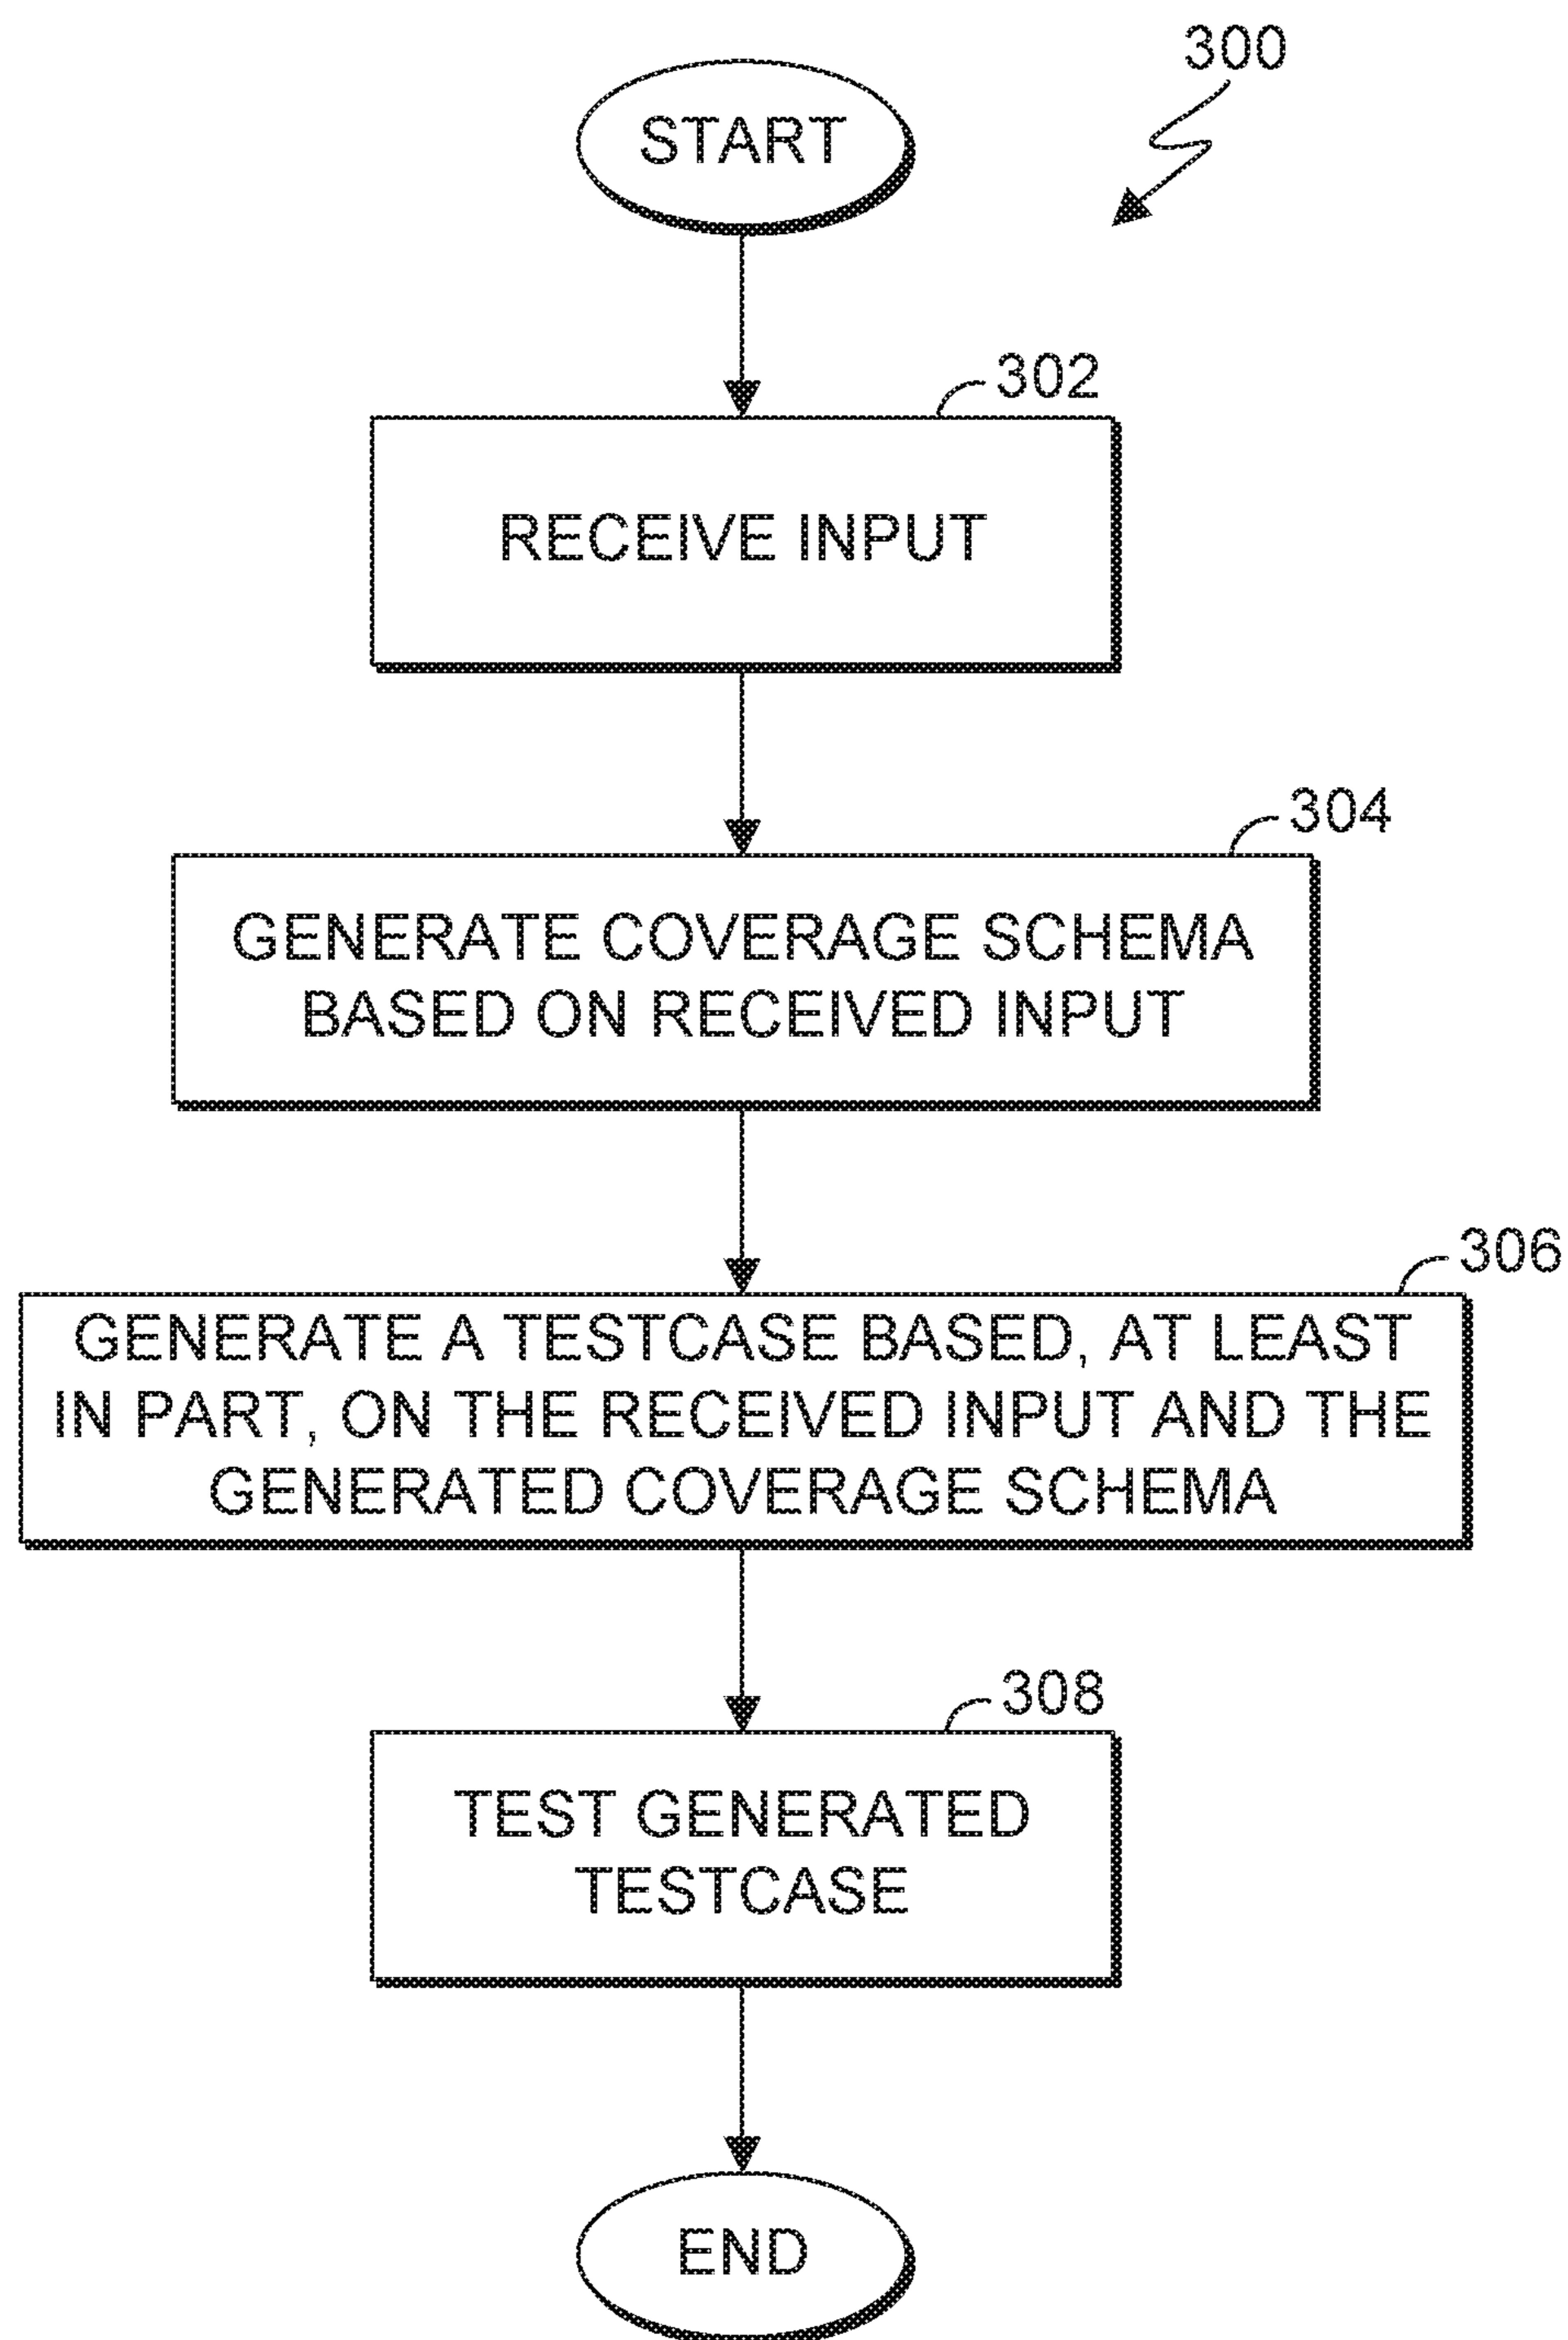 300
START
302
RECEIVE INPUT
304
GENERATE COVERAGE SCHEMA
BASED ON RECEIVED INPUT
306
GENERATE A TESTCASE BASED, AT LEAST
IN PART, ON THE RECEIVED INPUT AND THE
GENERATED COVERAGE SCHEMA
308
TEST GENERATED
TESTCASE
END